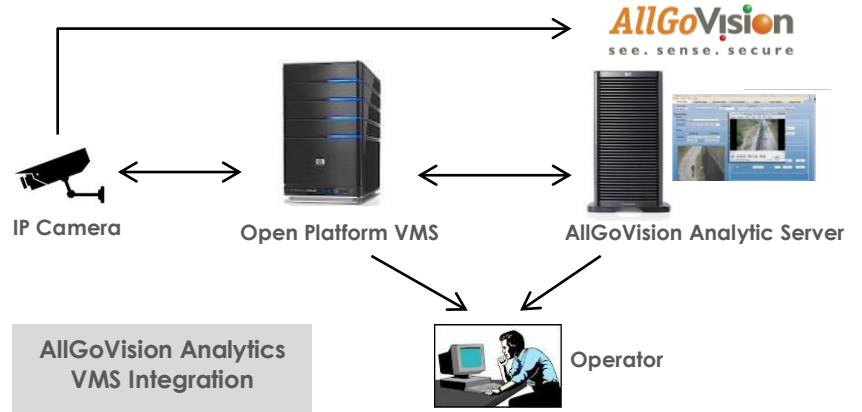 AllGoVision
see. sense. secure
IP Camera
Open Platform VMS
AllGoVision Analytic Server
AllGoVision Analytics
VMS Integration
Operator